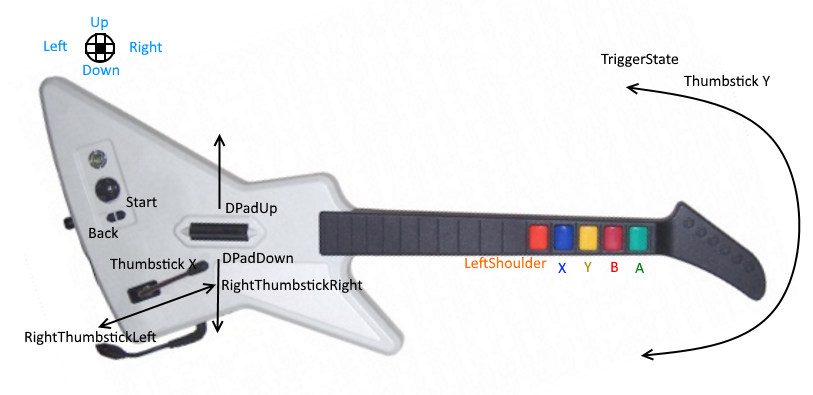 Up
Left
Right
Down
TriggerState
Thumbstick Y
Start
DPadUp
Back
DPadDown
Thumbstick X
LeftShoulder
X
Y
B
A
RightThumbstickRight
RightThumbstickLeft